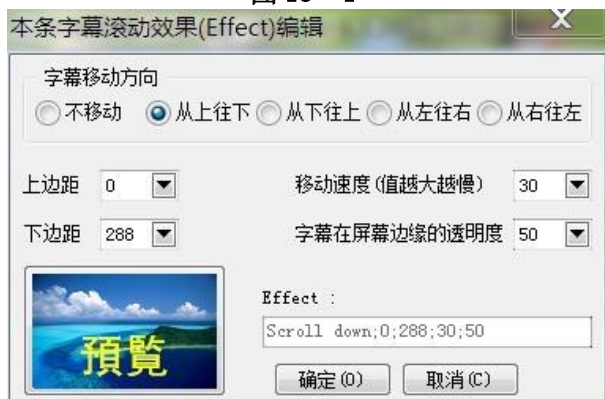 本条字幕滚动效果(Effect)编辑
X
字幕移动方向
不移动 从上往下 从下往上 从左往右 从右往左
上边距 0 移动速度(值越大越慢) 30
下边距 288 字幕在屏幕边缘的透明度 50
Effect :
Scroll down;0;288;30;50
預覧
确定(O) 取消(C)